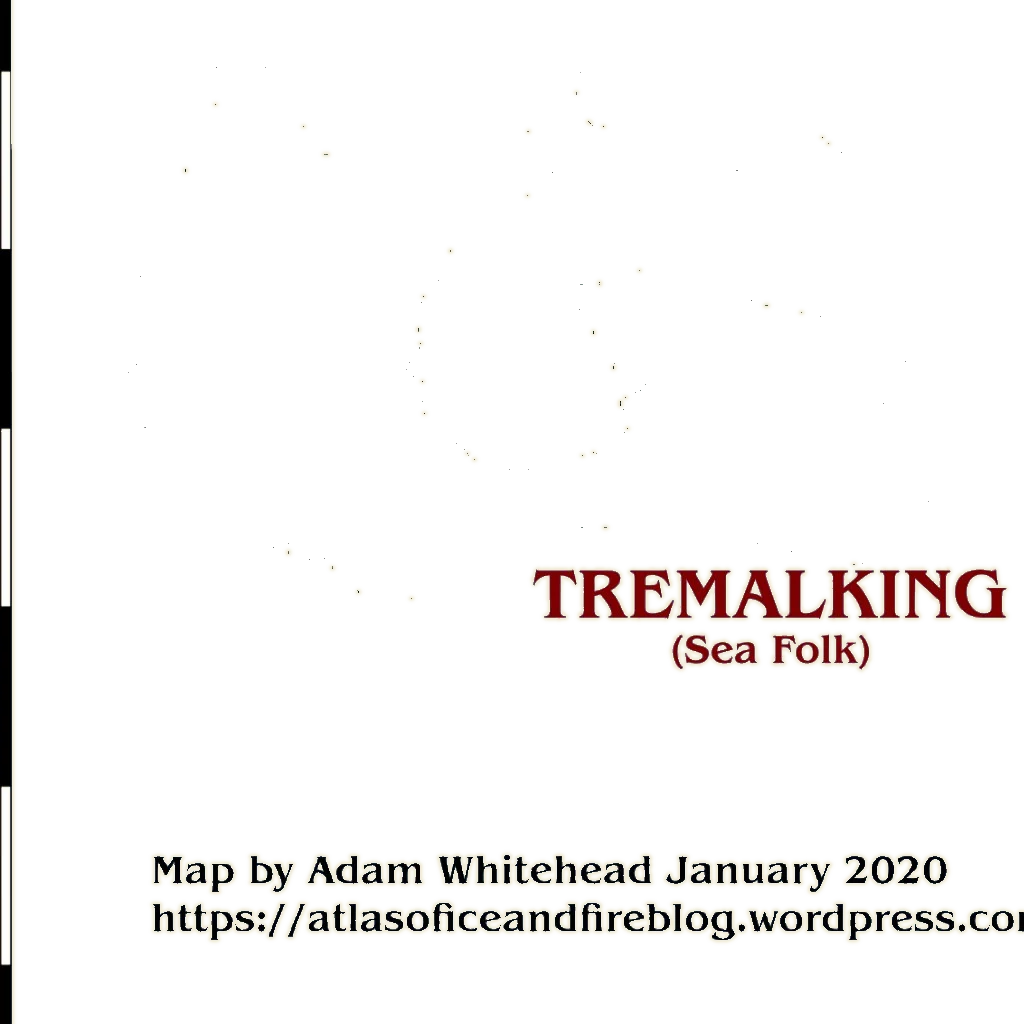 TREMALKING
(Sea Folk)
Map by Adam Whitehead January 2020
https://atlasoficeandfireblog.wordpress.co